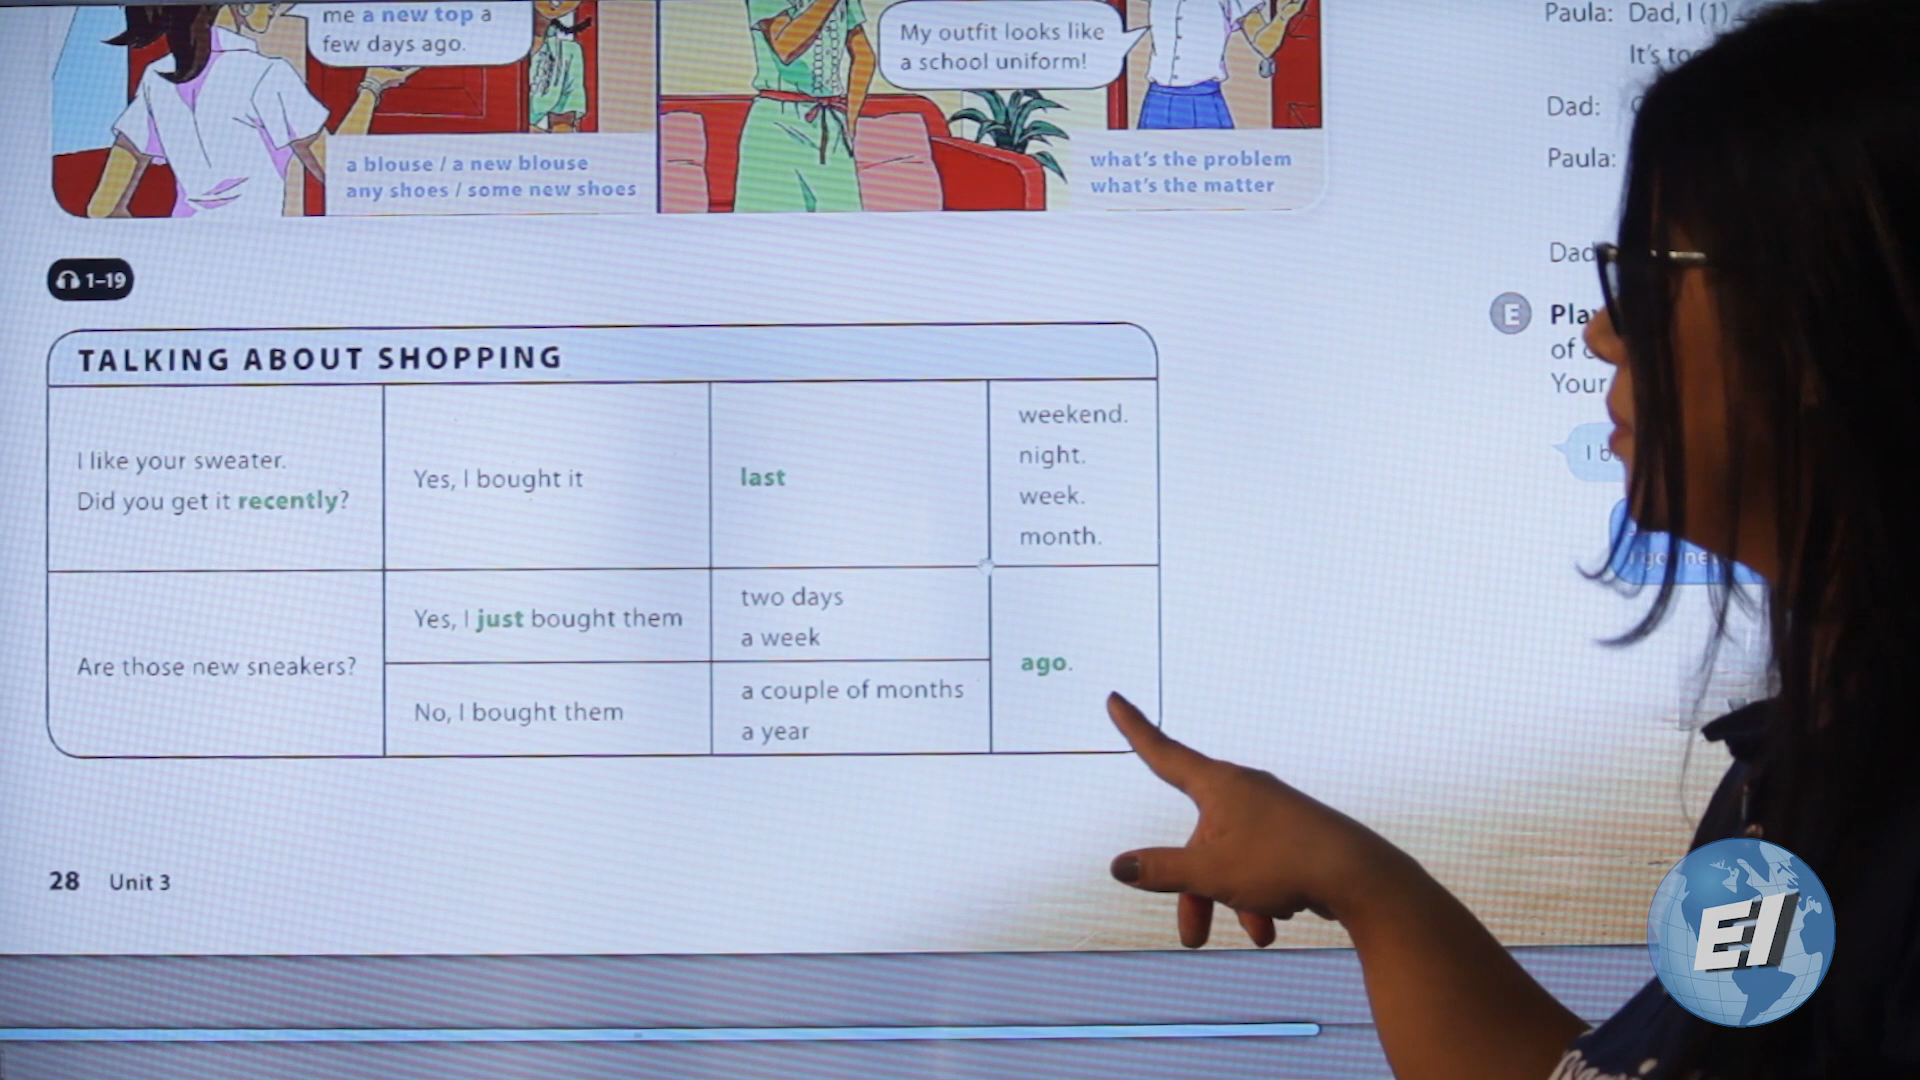 me a new top a
few days ago.
My outfit looks like
a school uniform!
a blouse / a new blouse
any shoes / some new shoes
what's the problem
what's the matter
1–19
TALKING ABOUT SHOPPING
I like your sweater.
Did you get it recently?
Yes, I bought it
last
weekend.
night.
week.
month.
Are those new sneakers?
Yes, I just bought them
two days
a week
No, I bought them
a couple of months
a year
ago.
28 Unit 3
Paula: Dad, I (1)
It's
Dad:
Paula:
Dad
E
of
Your
I
EI